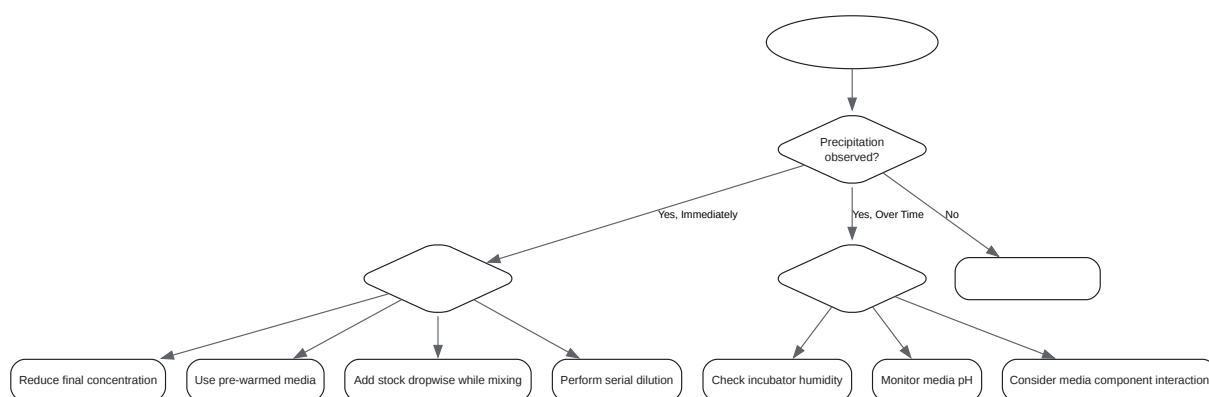 Precipitation
observed?
Yes, Immediately
Yes, Over Time
No
Reduce final concentration
Use pre-warmed media
Add stock dropwise while mixing
Perform serial dilution
Check incubator humidity
Monitor media pH
Consider media component interaction